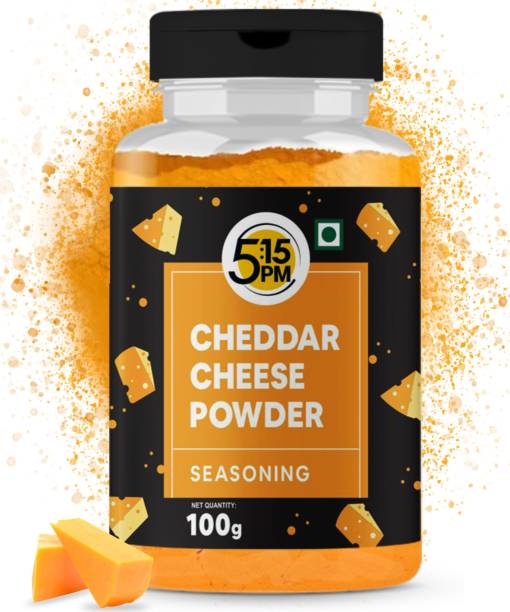 5:15
PM
CHEDDAR
CHEESE
POWDER
SEASONING
NET QUANTITY:
100g